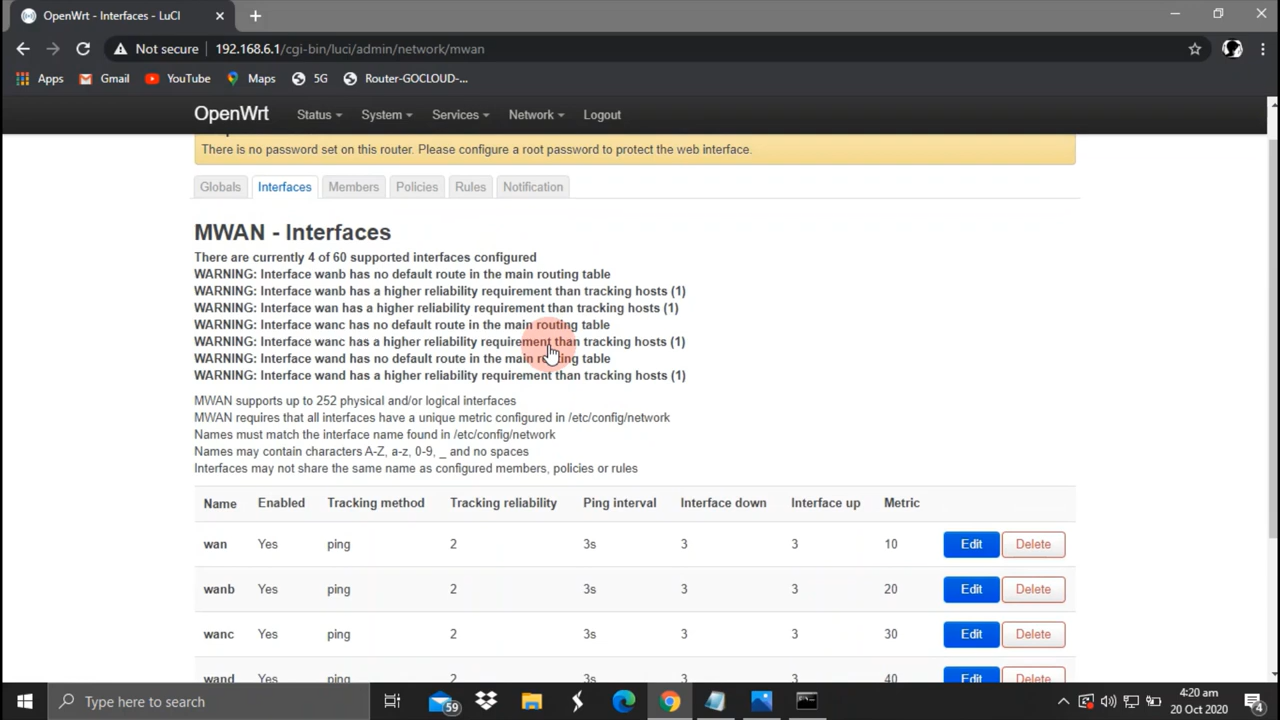 OpenWrt - Interfaces - LuCI
Not secure 192.168.6.1/cgi-bin/luci/admin/network/mwan
Apps Gmail YouTube Maps 5G Router-GOCLOUD-...
OpenWrt Status System Services Network Logout
There is no password set on this router. Please configure a root password to protect the web interface.
Globals Interfaces Members Policies Rules Notification
MWAN - Interfaces
There are currently 4 of 60 supported interfaces configured
WARNING: Interface wanb has no default route in the main routing table
WARNING: Interface wanb has a higher reliability requirement than tracking hosts (1)
WARNING: Interface wan has a higher reliability requirement than tracking hosts (1)
WARNING: Interface wanc has no default route in the main routing table
WARNING: Interface wanc has a higher reliability requirement than tracking hosts (1)
WARNING: Interface wand has no default route in the main routing table
WARNING: Interface wand has a higher reliability requirement than tracking hosts (1)
MWAN supports up to 252 physical and/or logical interfaces
MWAN requires that all interfaces have a unique metric configured in /etc/config/network
Names must match the interface name found in /etc/config/network
Names may contain characters A-Z, a-z, 0-9, _ and no spaces
Interfaces may not share the same name as configured members, policies or rules
Name Enabled Tracking method Tracking reliability Ping interval Interface down Interface up Metric
wan Yes ping 2 3s 3 3 10 Edit Delete
wanb Yes ping 2 3s 3 3 20 Edit Delete
wanc Yes ping 2 3s 3 3 30 Edit Delete
wand Yes ping 2 3s 3 3 40 Edit Delete
Type here to search 59 4:20 am
20 Oct 2020 4